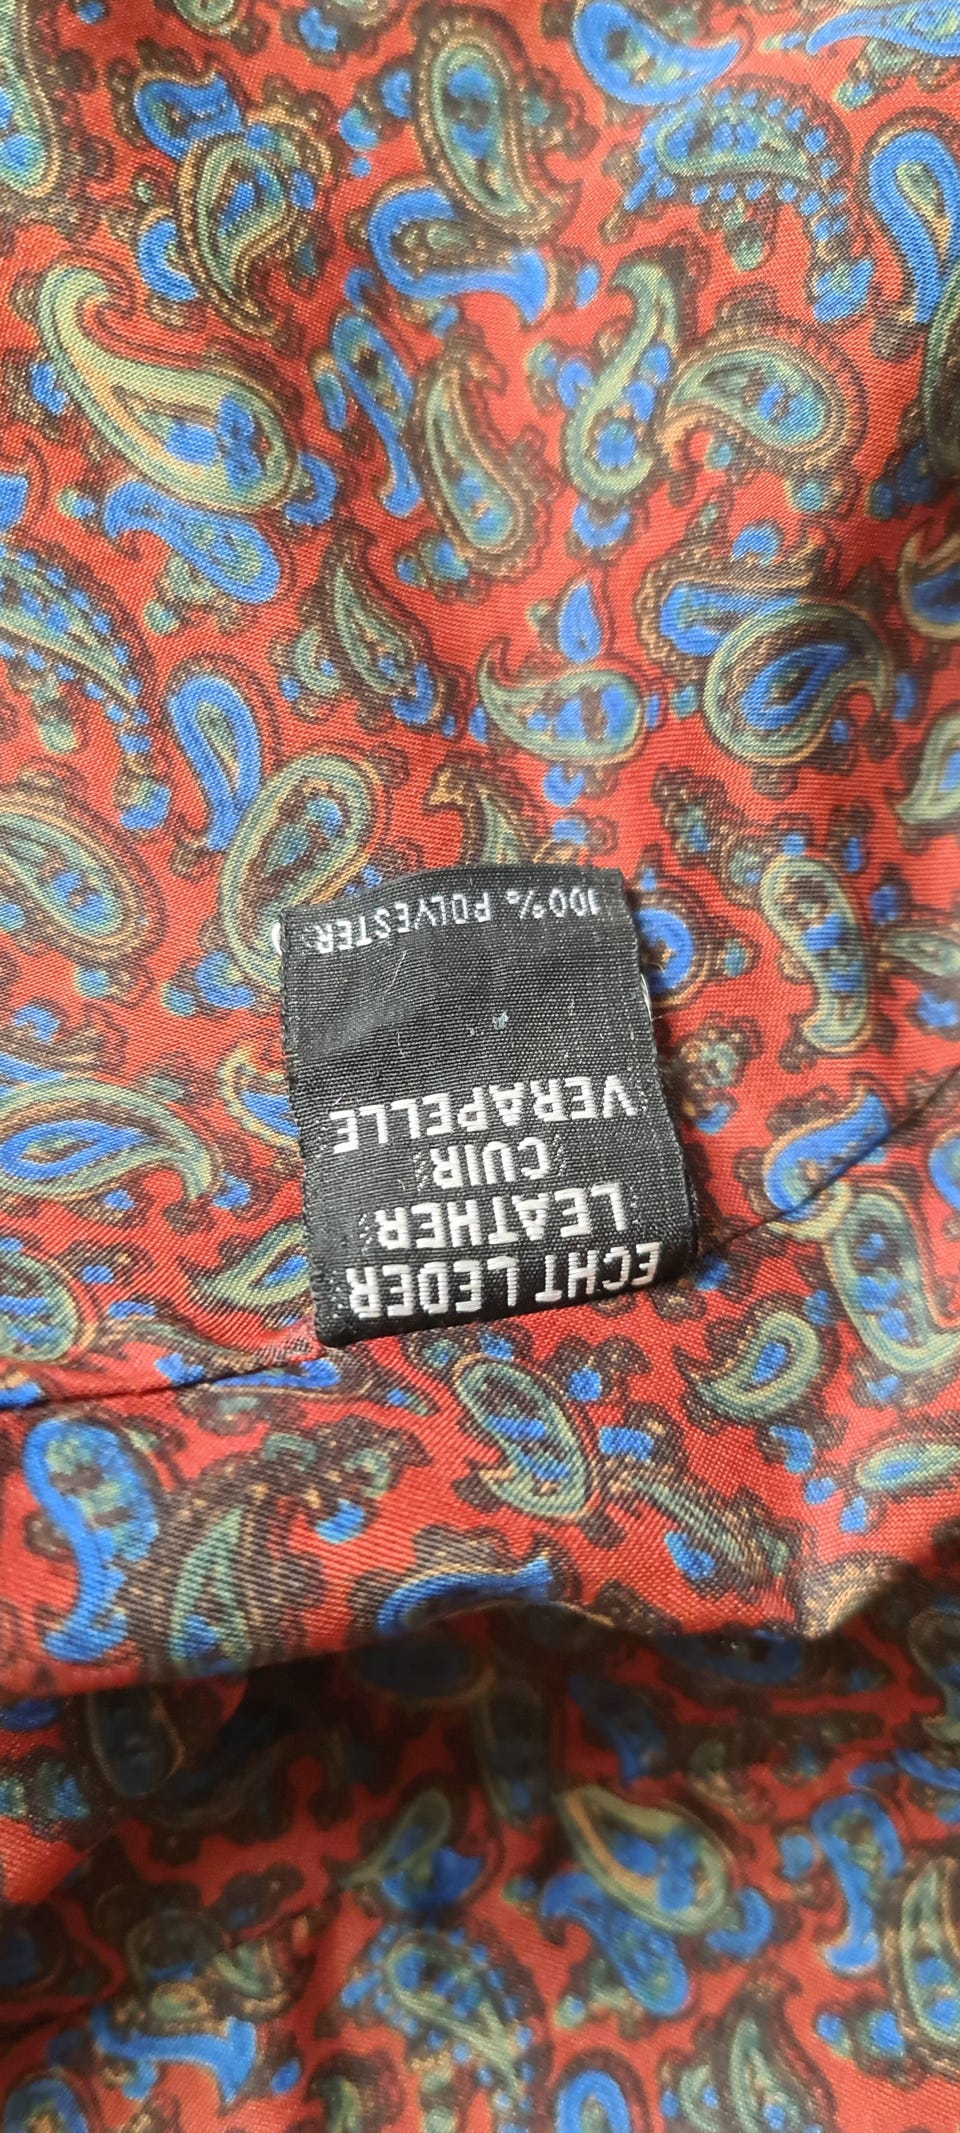 ECHT LEDER
LEATHER
CUIR
VERAPELLE
100% POLYESTER